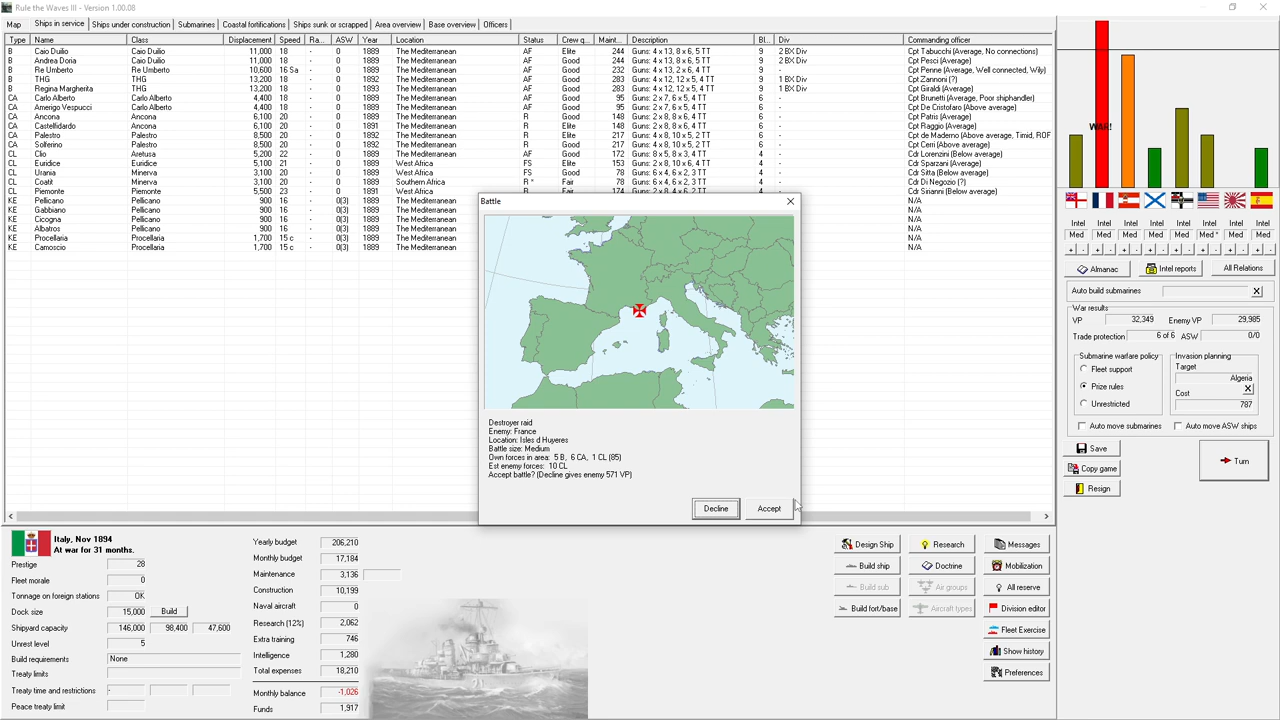 Rule the Waves III - Version 1.00.08
Map Ships in service Ships under construction Submarines Coastal fortifications Ships sunk or scrapped Area overview Base overview Officers
Type Name Class Displacement Speed Ra... ASW Year Location Status Crew q... Maint... Description Bl... Div Commanding officer
B Caio Duilio Caio Duilio 11,000 18 - 0 1889 The Mediterranean AF Elite 244 Guns: 4 x 13, 8 x 6, 5 TT 9 2 BX Div Cpt Tabucchi (Average, No connections)
B Andrea Doria Caio Duilio 11,000 18 - 0 1889 The Mediterranean AF Good 244 Guns: 4 x 13, 8 x 6, 5 TT 9 2 BX Div Cpt Pesci (Average)
B Re Umberto Re Umberto 10,600 16 Sa - 0 1889 The Mediterranean AF Good 232 Guns: 4 x 13, 2 x 6, 4 TT 9 - Cpt Penne (Average, Well connected, Wily)
B THG THG 13,200 18 - 0 1892 The Mediterranean AF Good 283 Guns: 4 x 12, 12 x 5, 4 TT 9 1 BX Div Cpt Zannoni (?)
B Regina Margherita THG 13,200 18 - 0 1893 The Mediterranean AF Good 283 Guns: 4 x 12, 12 x 5, 4 TT 9 1 BX Div Cpt Giraldi (Average)
CA Carlo Alberto Carlo Alberto 4,400 18 - 0 1889 The Mediterranean AF Good 95 Guns: 2 x 7, 6 x 6, 5 TT 6 - Cpt Brunetti (Average, Poor shiphandler)
CA Amerigo Vespucci Carlo Alberto 4,400 18 - 0 1889 The Mediterranean AF Good 95 Guns: 2 x 7, 6 x 6, 5 TT 6 - Cpt De Cristofaro (Above average)
CA Ancona Ancona 6,100 20 - 0 1889 The Mediterranean R Good 148 Guns: 2 x 8, 8 x 6, 4 TT 6 - Cpt Patris (Average)
CA Castelfidardo Ancona 6,100 20 - 0 1891 The Mediterranean R Elite 148 Guns: 2 x 8, 8 x 6, 4 TT 6 - Cpt Raggio (Average)
CA Palestro Palestro 8,500 20 - 0 1892 The Mediterranean R Elite 217 Guns: 4 x 8, 10 x 5, 2 TT 6 - Cpt de Maderno (Above average, Timid, ROF
CA Solferino Palestro 8,500 20 - 0 1892 The Mediterranean R Good 217 Guns: 4 x 8, 10 x 5, 2 TT 6 - Cpt Cerri (Above average)
CL Clio Aretusa 5,200 22 - 0 1889 The Mediterranean AF Good 172 Guns: 8 x 5, 8 x 3, 4 TT 4 - Cdr Lorenzini (Below average)
CL Euridice Euridice 5,100 21 - 0 1889 West Africa FS Elite 153 Guns: 2 x 8, 10 x 6, 4 TT 4 - Cdr Sparzani (Average)
CL Urania Minerva 3,100 20 - 0 1889 West Africa FS Good 78 Guns: 6 x 4, 6 x 2, 3 TT 4 - Cdr Sitta (Below average)
CL Coatit Minerva 3,100 20 - 0 1889 Southern Africa R * Fair 78 Guns: 6 x 4, 6 x 2, 3 TT 4 - Cdr Di Negozio (?)
CL Piemonte Piemonte 5,500 23 - 0 1891 West Africa FS Fair 174 Guns: 2 x 8, 4 x 6, 4 TT 4 - Cdr Srianni (Below average)
KE Pellicano Pellicano 900 16 0(3) 1889 The Mediterranean N/A
KE Gabbiano Pellicano 900 16 0(3) 1889 The Mediterranean N/A
KE Cicogna Pellicano 900 16 0(3) 1889 The Mediterranean N/A
KE Albatros Pellicano 900 16 0(3) 1889 The Mediterranean N/A
KE Procellaria Procellaria 1,700 15 c 0(3) 1889 The Mediterranean N/A
KE Camoscio Procellaria 1,700 15 c 0(3) 1889 The Mediterranean N/A
Battle
Destroyer raid
Enemy: France
Location: Isles d Huyeres
Battle size: Medium
Own forces in area: 5 B, 6 CA, 1 CL (85)
Est enemy forces: 10 CL
Accept battle? (Decline gives enemy 571 VP)
Decline Accept
WAR!
Intel Intel Intel Intel Intel Intel Intel Intel
Med Med Med Med Med Med * Med Med
Almanac Intel reports All Relations
Auto build submarines X
War results
VP 32,349 Enemy VP 29,985
Trade protection 6 of 6 ASW 0/0
Submarine warfare policy
Fleet support
Prize rules
Unrestricted
Invasion planning
Target
Algeria
Cost X
787
Auto move submarines Auto move ASW ships
Save
Copy game
Resign
Turn
Italy, Nov 1894
At war for 31 months.
Prestige 28
Fleet morale 0
Tonnage on foreign stations OK
Dock size 15,000 Build
Shipyard capacity 146,000 98,400 47,600
Unrest level 5
Build requirements None
Treaty limits
Treaty time and restrictions -
Peace treaty limit
Yearly budget 206,210
Monthly budget 17,184
Maintenance 3,136
Construction 10,199
Naval aircraft 0
Research (12%) 2,062
Extra training 746
Intelligence 1,280
Total expenses 18,210
Monthly balance -1,026
Funds 1,917
Design Ship Research Messages
Build ship Doctrine Mobilization
Build sub Air groups All reserve
Build fort/base Aircraft types Division editor
Fleet Exercise
Show history
Preferences